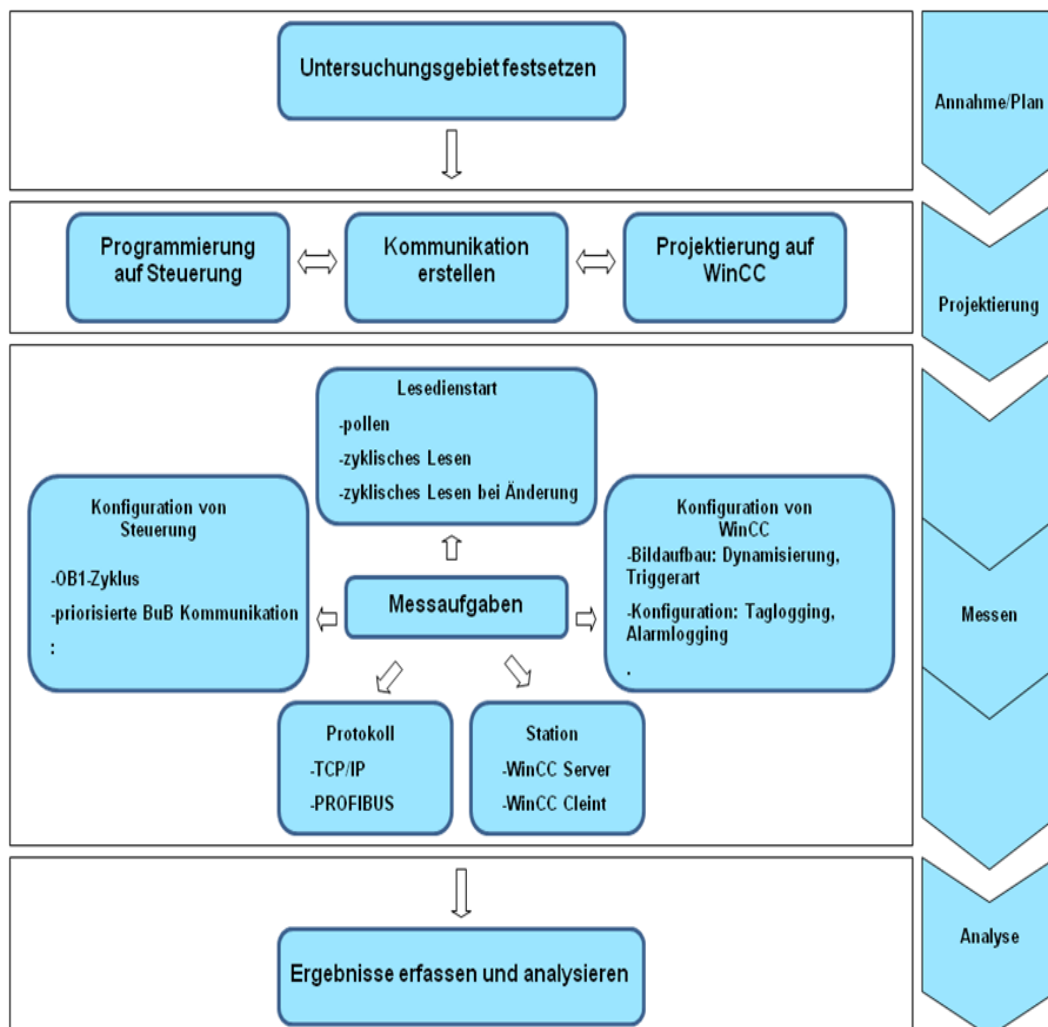 Untersuchungsgebiet festsetzen
Annahme/Plan
Programmierung
auf Steuerung
Kommunikation
erstellen
Projektierung auf
WinCC
Projektierung
Lesedienstart
-pollen
-zyklisches Lesen
-zyklisches Lesen bei Änderung
Konfiguration von
Steuerung
-OB1-Zyklus
-priorisierte BuB Kommunikation
:
Messaufgaben
Konfiguration von
WinCC
-Bildaufbau: Dynamisierung,
Triggerart
-Konfiguration: Taglogging,
Alarmlogging
.
Messen
Protokoll
-TCP/IP
-PROFIBUS
Station
-WinCC Server
-WinCC Cleint
Ergebnisse erfassen und analysieren
Analyse